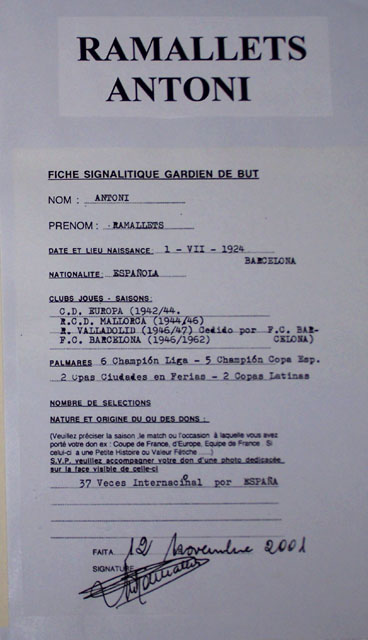 RAMALLETS
ANTONI
FICHE SIGNALITIQUE GARDIEN DE BUT
NOM : ANTONI
PRENOM : RAMALLETS
DATE ET LIEU NAISSANCE: 1 - VII - 1924
BARCELONA
NATIONALITE: ESPAÑOLA
CLUBS JOUES - SAISONS:
C.D. EUROPA (1942/44.
R.C.D. MALLORCA (1944/46)
R. VALLADOLID (1946/47) Cedido por F.C. BAR-
F.C. BARCELONA (1946/1962) CELONA)
PALMARES 6 Champión Liga - 5 Champión Copa Esp.
2 Upas Ciudades en Ferias - 2 Copas Latinas
NOMBRE DE SELECTIONS
NATURE ET ORIGINE DU OU DES DONS :
(Veuillez préciser la saison ,le match ou l'occasion à laquelle vous avez
porté votre don ex : Coupe de France, d'Europe, Equipe de France. Si
celui-ci a une Petite Histoire ou Valeur Fétiche .....)
S.V.P. veuillez accompagner votre don d'une photo dedicacée
sur la face visible de celle-ci
37 Veces Internacinal por ESPAÑA
FAIT A 12 Novembre 2001
SIGNATURE